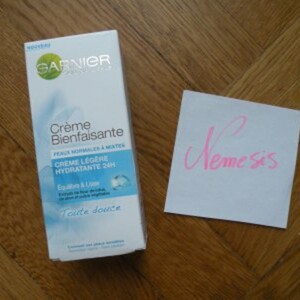 NOUVEAU
GARNIER
Crème
Bienfaisante
PEAUX NORMALES À MIXTES
CRÈME LÉGÈRE
HYDRATANTE 24H
Toute douce
Nemesis